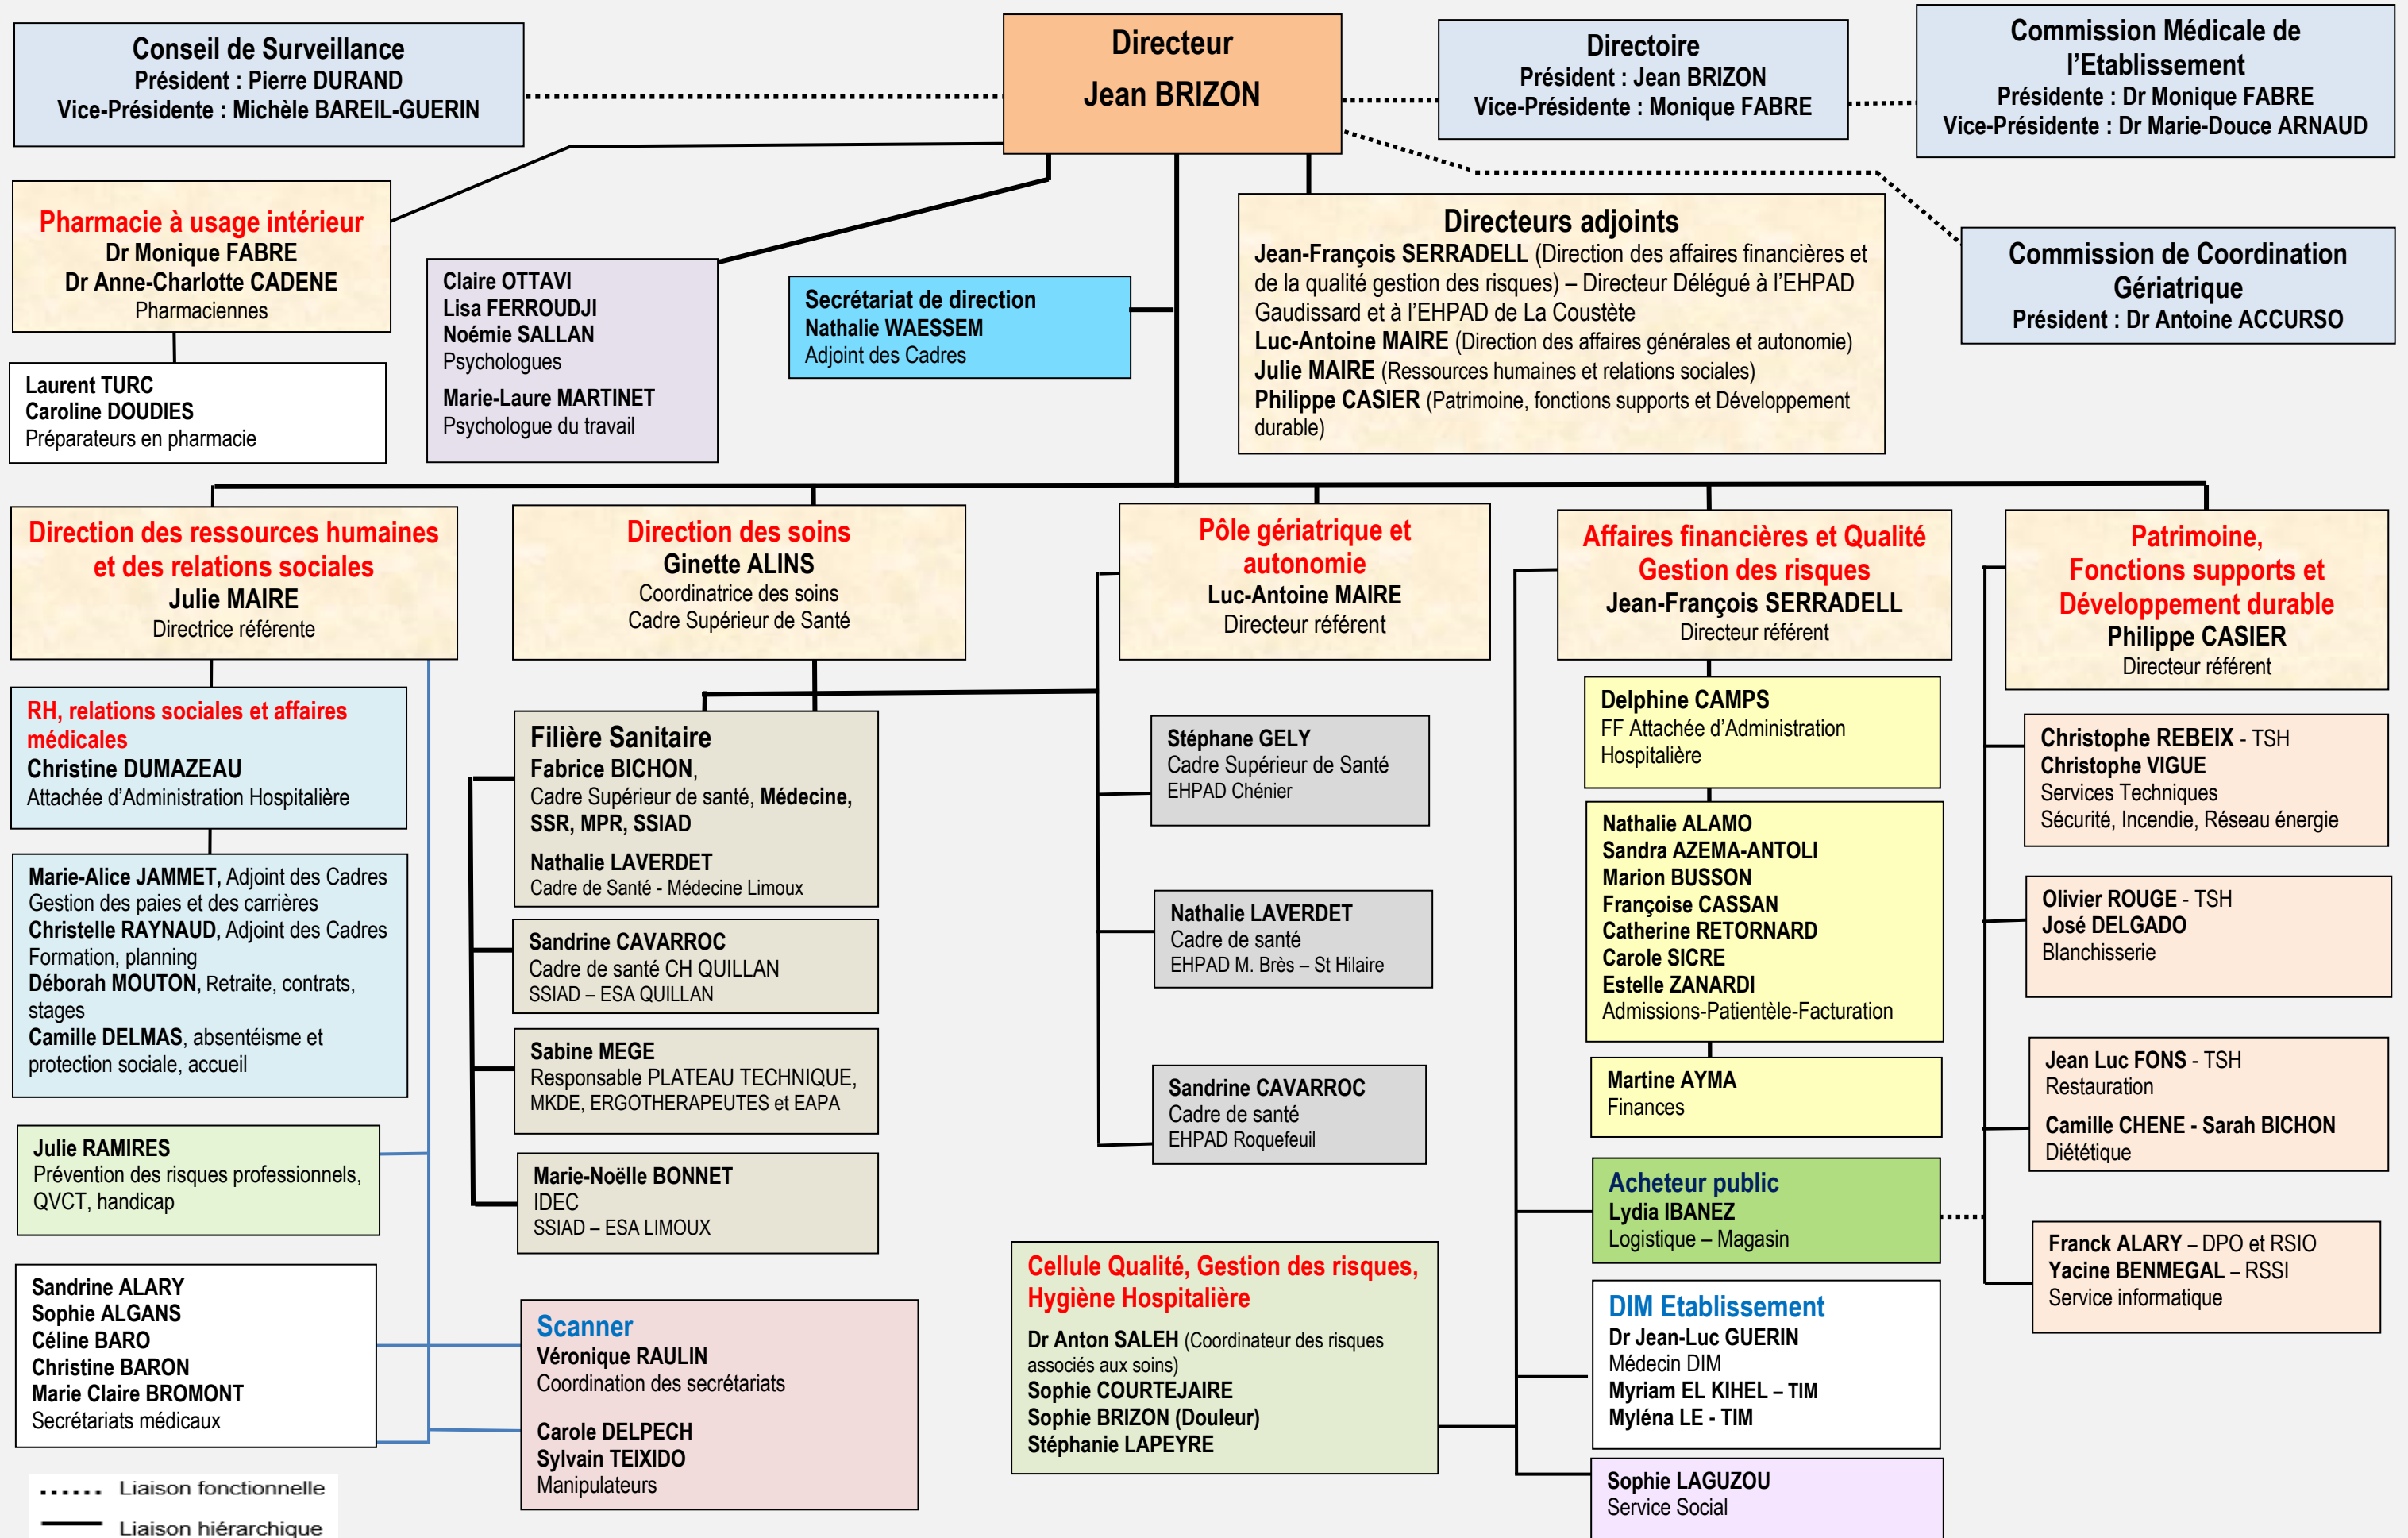 Conseil de Surveillance
Président : Pierre DURAND
Vice-Présidente : Michèle BAREIL-GUERIN
Directeur
Jean BRIZON
Directoire
Président : Jean BRIZON
Vice-Présidente : Monique FABRE
Commission Médicale de
l'Etablissement
Présidente : Dr Monique FABRE
Vice-Présidente : Dr Marie-Douce ARNAUD
Pharmacie à usage intérieur
Dr Monique FABRE
Dr Anne-Charlotte CADENE
Pharmaciennes
Laurent TURC
Caroline DOUDIES
Préparateurs en pharmacie
Claire OTTAVI
Lisa FERROUDJI
Noémie SALLAN
Psychologues
Marie-Laure MARTINET
Psychologue du travail
Secrétariat de direction
Nathalie WAESSEM
Adjoint des Cadres
Directeurs adjoints
Jean-François SERRADELL (Direction des affaires financières et
de la qualité gestion des risques) – Directeur Délégué à l'EHPAD
Gaudissard et à l'EHPAD de La Coustète
Luc-Antoine MAIRE (Direction des affaires générales et autonomie)
Julie MAIRE (Ressources humaines et relations sociales)
Philippe CASIER (Patrimoine, fonctions supports et Développement
durable)
Commission de Coordination
Gériatrique
Président : Dr Antoine ACCURSO
Direction des ressources humaines
et des relations sociales
Julie MAIRE
Directrice référente
RH, relations sociales et affaires
médicales
Christine DUMAZEAU
Attachée d'Administration Hospitalière
Marie-Alice JAMMET, Adjoint des Cadres
Gestion des paies et des carrières
Christelle RAYNAUD, Adjoint des Cadres
Formation, planning
Déborah MOUTON, Retraite, contrats,
stages
Camille DELMAS, absentéisme et
protection sociale, accueil
Julie RAMIRES
Prévention des risques professionnels,
QVCT, handicap
Sandrine ALARY
Sophie ALGANS
Céline BARO
Christine BARON
Marie Claire BROMONT
Secrétariats médicaux
Direction des soins
Ginette ALINS
Coordinatrice des soins
Cadre Supérieur de Santé
Filière Sanitaire
Fabrice BICHON,
Cadre Supérieur de santé, Médecine,
SSR, MPR, SSIAD
Nathalie LAVERDET
Cadre de Santé - Médecine Limoux
Sandrine CAVARROC
Cadre de santé CH QUILLAN
SSIAD – ESA QUILLAN
Sabine MEGE
Responsable PLATEAU TECHNIQUE,
MKDE, ERGOTHERAPEUTES et EAPA
Marie-Noëlle BONNET
IDEC
SSIAD – ESA LIMOUX
Scanner
Véronique RAULIN
Coordination des secrétariats
Carole DELPECH
Sylvain TEIXIDO
Manipulateurs
Pôle gériatrique et
autonomie
Luc-Antoine MAIRE
Directeur référent
Stéphane GELY
Cadre Supérieur de Santé
EHPAD Chénier
Nathalie LAVERDET
Cadre de santé
EHPAD M. Brès – St Hilaire
Sandrine CAVARROC
Cadre de santé
EHPAD Roquefeuil
Cellule Qualité, Gestion des risques,
Hygiène Hospitalière
Dr Anton SALEH (Coordinateur des risques
associés aux soins)
Sophie COURTEJAIRE
Sophie BRIZON (Douleur)
Stéphanie LAPEYRE
Affaires financières et Qualité
Gestion des risques
Jean-François SERRADELL
Directeur référent
Delphine CAMPS
FF Attachée d'Administration
Hospitalière
Nathalie ALAMO
Sandra AZEMA-ANTOLI
Marion BUSSON
Françoise CASSAN
Catherine RETORNARD
Carole SICRE
Estelle ZANARDI
Admissions-Patientèle-Facturation
Martine AYMA
Finances
Acheteur public
Lydia IBANEZ
Logistique – Magasin
DIM Etablissement
Dr Jean-Luc GUERIN
Médecin DIM
Myriam EL KIHEL – TIM
Myléna LE - TIM
Sophie LAGUZOU
Service Social
Patrimoine,
Fonctions supports et
Développement durable
Philippe CASIER
Directeur référent
Christophe REBEIX - TSH
Christophe VIGUE
Services Techniques
Sécurité, Incendie, Réseau énergie
Olivier ROUGE - TSH
José DELGADO
Blanchisserie
Jean Luc FONS - TSH
Restauration
Camille CHENE - Sarah BICHON
Diététique
Franck ALARY – DPO et RSIO
Yacine BENMEGAL – RSSI
Service informatique
Liaison fonctionnelle
Liaison hiérarchique